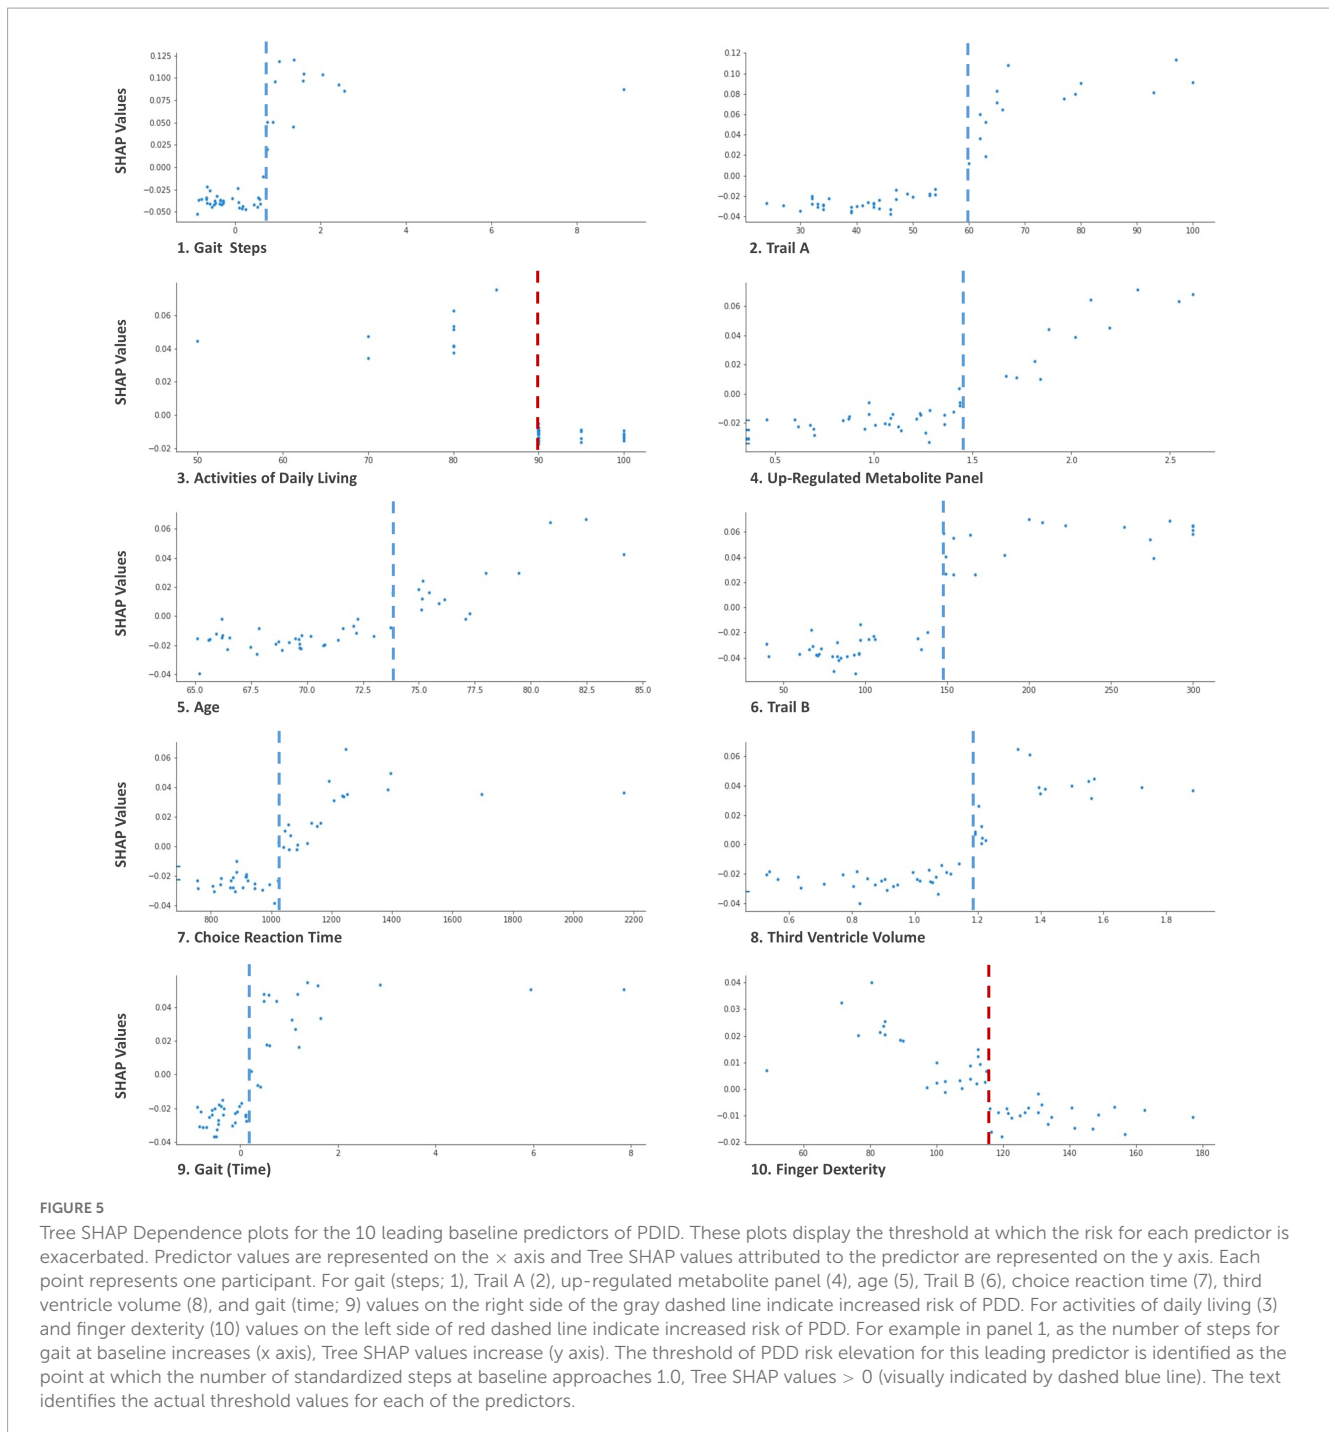 0.125
0.100
0.075
0.050
0.025
0.000
−0.025
−0.050
SHAP Values
0 2 4 6 8
1. Gait Steps
0.12
0.10
0.08
0.06
0.04
0.02
0.00
−0.02
−0.04
30 40 50 60 70 80 90 100
2. Trail A
0.06
0.04
0.02
0.00
−0.02
SHAP Values
50 60 70 80 90 100
3. Activities of Daily Living
0.06
0.04
0.02
0.00
−0.02
0.5 1.0 1.5 2.0 2.5
4. Up-Regulated Metabolite Panel
0.06
0.04
0.02
0.00
−0.02
−0.04
SHAP Values
65.0 67.5 70.0 72.5 75.0 77.5 80.0 82.5 85.0
5. Age
0.06
0.04
0.02
0.00
−0.02
−0.04
50 100 150 200 250 300
6. Trail B
0.06
0.04
0.02
0.00
−0.02
−0.04
SHAP Values
800 1000 1200 1400 1600 1800 2000 2200
7. Choice Reaction Time
0.06
0.04
0.02
0.00
−0.02
−0.04
0.6 0.8 1.0 1.2 1.4 1.6 1.8
8. Third Ventricle Volume
0.04
0.02
0.00
−0.02
−0.04
SHAP Values
0 2 4 6 8
9. Gait (Time)
0.04
0.03
0.02
0.01
0.00
−0.01
−0.02
60 80 100 120 140 160 180
10. Finger Dexterity
FIGURE 5
Tree SHAP Dependence plots for the 10 leading baseline predictors of PDID. These plots display the threshold at which the risk for each predictor is
exacerbated. Predictor values are represented on the × axis and Tree SHAP values attributed to the predictor are represented on the y axis. Each
point represents one participant. For gait (steps; 1), Trail A (2), up-regulated metabolite panel (4), age (5), Trail B (6), choice reaction time (7), third
ventricle volume (8), and gait (time; 9) values on the right side of the gray dashed line indicate increased risk of PDD. For activities of daily living (3)
and finger dexterity (10) values on the left side of red dashed line indicate increased risk of PDD. For example in panel 1, as the number of steps for
gait at baseline increases (x axis), Tree SHAP values increase (y axis). The threshold of PDD risk elevation for this leading predictor is identified as the
point at which the number of standardized steps at baseline approaches 1.0, Tree SHAP values > 0 (visually indicated by dashed blue line). The text
identifies the actual threshold values for each of the predictors.